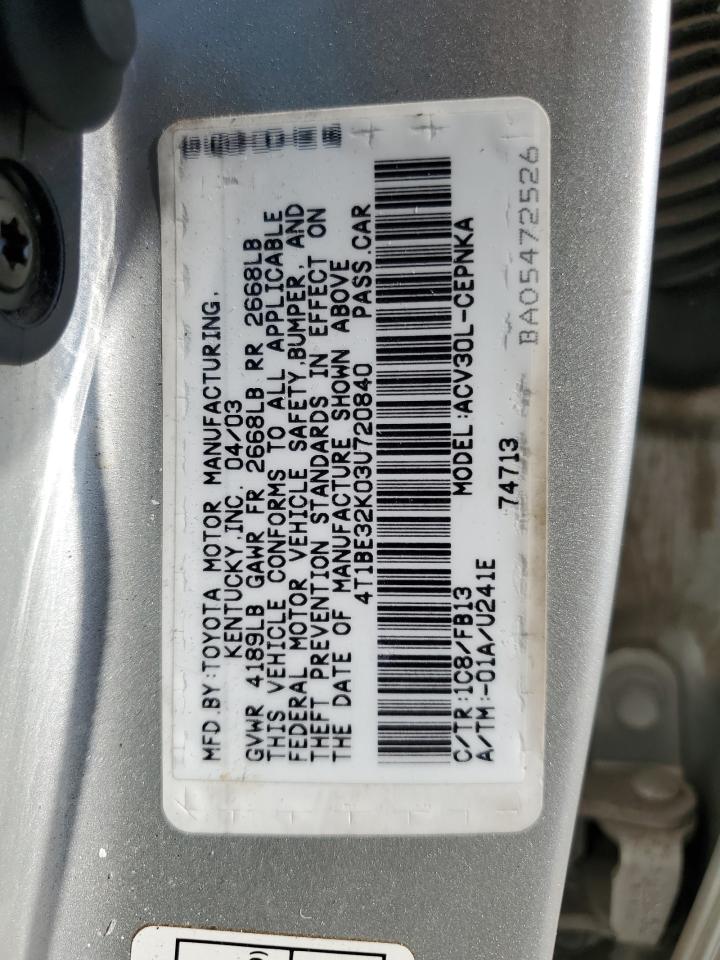 MFD.BY:TOYOTA MOTOR MANUFACTURING,
KENTUCKY,INC. 04/03
GVWR 4189LB GAWR FR 2668LB RR 2668LB
THIS VEHICLE CONFORMS TO ALL APPLICABLE
FEDERAL MOTOR VEHICLE SAFETY,BUMPER, AND
THEFT PREVENTION STANDARDS IN EFFECT ON
THE DATE OF MANUFACTURE SHOWN ABOVE
4T1BE32K03U720840 PASS.CAR
C/TR:1C8/FB13 MODEL:ACV30L-CEPNKA
A/TM:-01A/U241E 74713
BA05472526